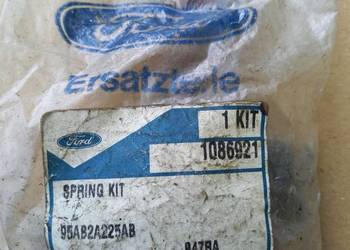 Ford
Ersatzteile
1 KIT
Ford
1086921
SPRING KIT
95AB2A225AB